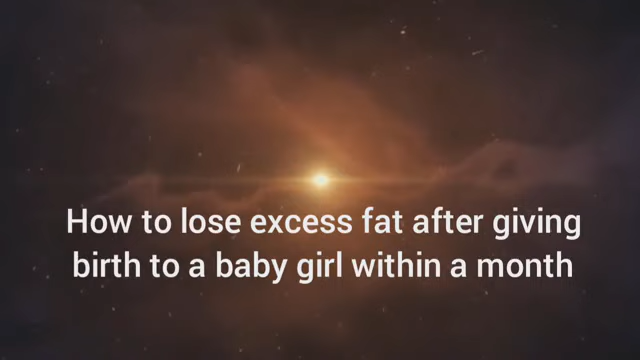 How to lose excess fat after giving
birth to a baby girl within a month